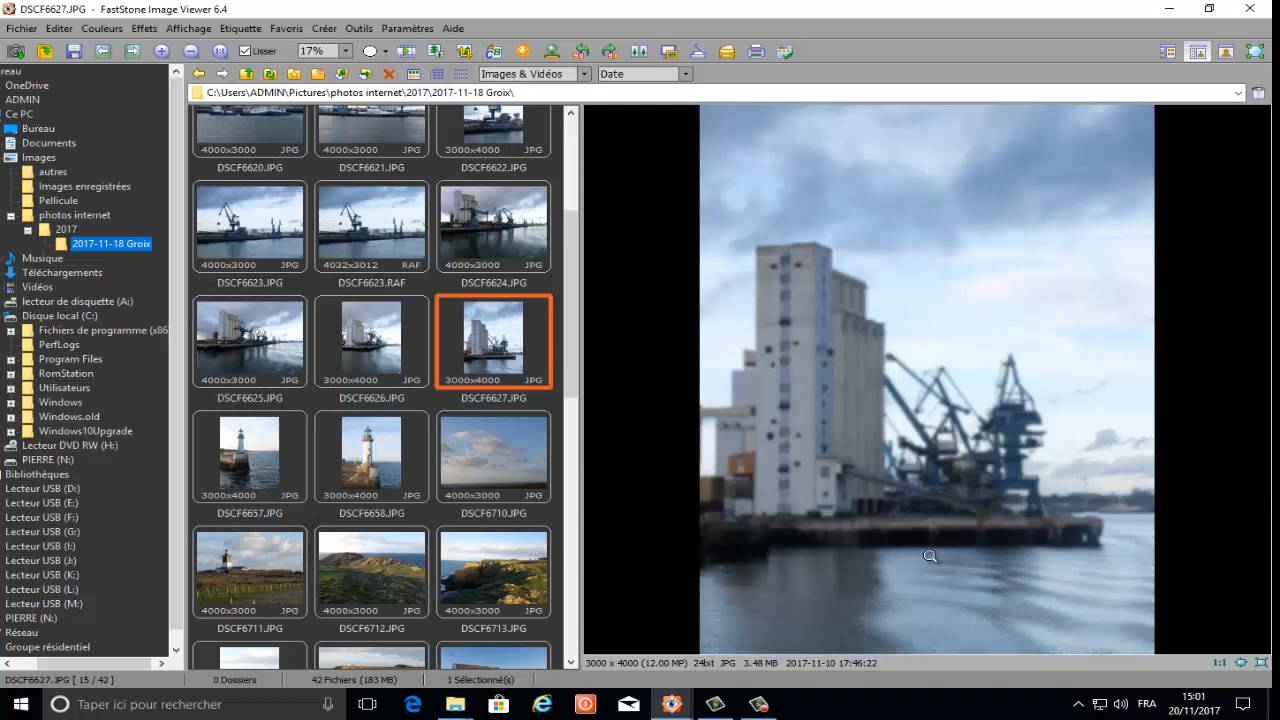 DSCF6627.JPG - FastStone Image Viewer 6.4
Fichier Editer Couleurs Effets Affichage Etiquette Favoris Créer Outils Paramètres Aide
Lisser 17%
Images & Vidéos Date
C:\Users\ADMIN\Pictures\photos internet\2017\2017-11-18 Groix\
reau
OneDrive
ADMIN
Ce PC
Bureau
Documents
Images
autres
Images enregistrées
Pellicule
photos internet
2017
2017-11-18 Groix
Musique
Téléchargements
Vidéos
lecteur de disquette (A:)
Disque local (C:)
Fichiers de programme (x86
PerfLogs
Program Files
RomStation
Utilisateurs
Windows
Windows.old
Windows10Upgrade
Lecteur DVD RW (H:)
PIERRE (N:)
Bibliothèques
Lecteur USB (D:)
Lecteur USB (E:)
Lecteur USB (F:)
Lecteur USB (G:)
Lecteur USB (I:)
Lecteur USB (J:)
Lecteur USB (K:)
Lecteur USB (L:)
Lecteur USB (M:)
PIERRE (N:)
Réseau
Groupe résidentiel
4000x3000 JPG 4000x3000 JPG 3000x4000 JPG
DSCF6620.JPG DSCF6621.JPG DSCF6622.JPG
4000x3000 JPG 4032x3012 RAF 4000x3000 JPG
DSCF6623.JPG DSCF6623.RAF DSCF6624.JPG
4000x3000 JPG 3000x4000 JPG 3000x4000 JPG
DSCF6625.JPG DSCF6626.JPG DSCF6627.JPG
3000x4000 JPG 3000x4000 JPG 4000x3000 JPG
DSCF6657.JPG DSCF6658.JPG DSCF6710.JPG
4000x3000 JPG 4000x3000 JPG 4000x3000 JPG
DSCF6711.JPG DSCF6712.JPG DSCF6713.JPG
3000 x 4000 (12.00 MP) 24bit JPG 3.48 MB 2017-11-10 17:46:22 1:1
DSCF6627.JPG [ 15 / 42 ] 0 Dossiers 42 Fichiers (183 MB) 1 Sélectionné(s)
Taper ici pour rechercher
FRA
15:01
20/11/2017